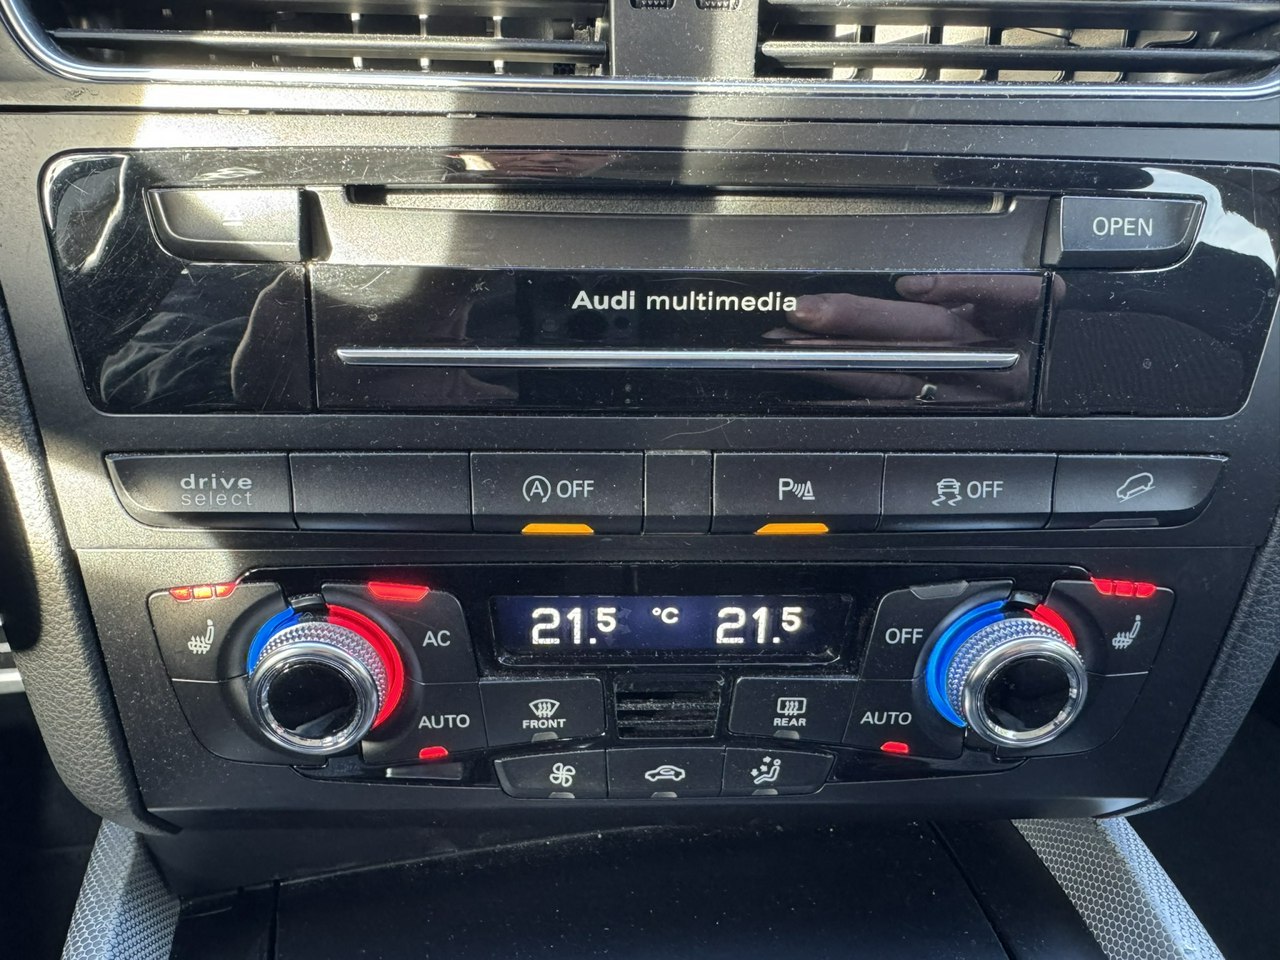 OPEN
Audi multimedia
drive
select
A OFF
P
OFF
21.5 °C 21.5
AC
OFF
AUTO
FRONT
REAR
AUTO